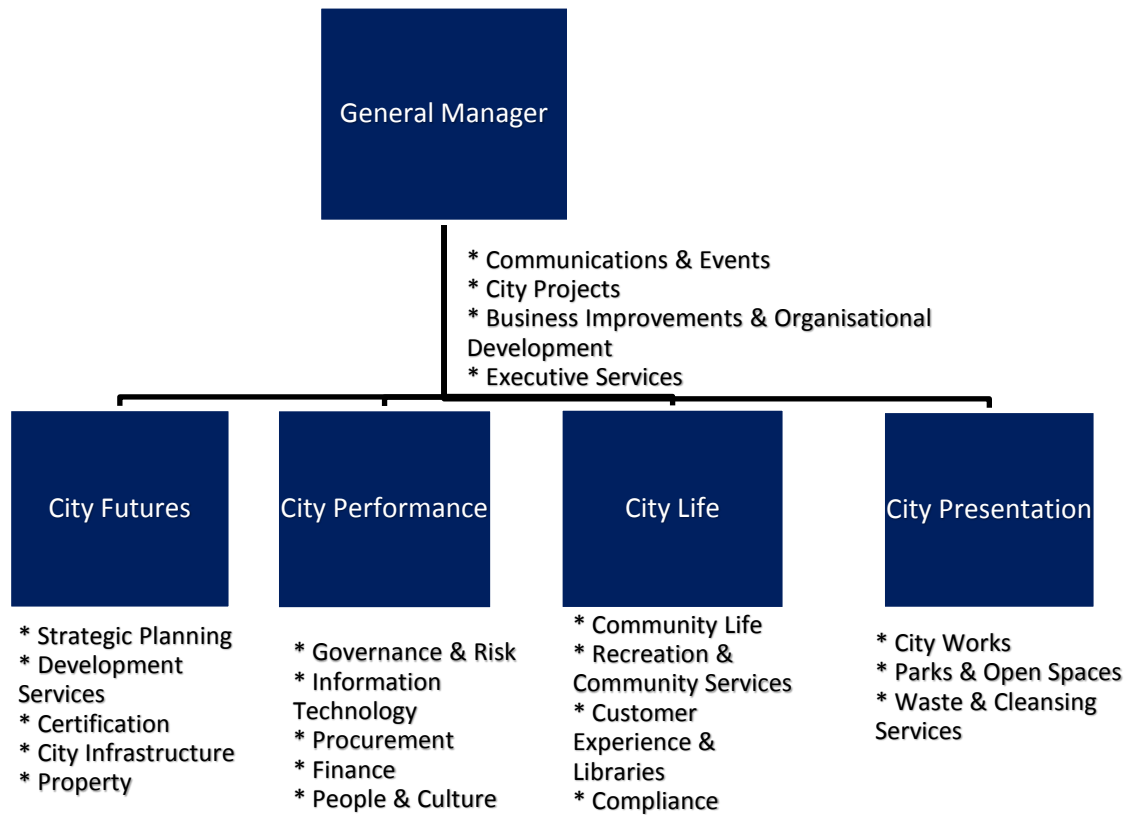 General Manager
* Communications & Events
* City Projects
* Business Improvements & Organisational
Development
* Executive Services
City Futures
City Performance
City Life
City Presentation
* Strategic Planning
* Development
Services
* Certification
* City Infrastructure
* Property
* Governance & Risk
* Information
Technology
* Procurement
* Finance
* People & Culture
* Community Life
* Recreation &
Community Services
* Customer
Experience &
Libraries
* Compliance
* City Works
* Parks & Open Spaces
* Waste & Cleansing
Services